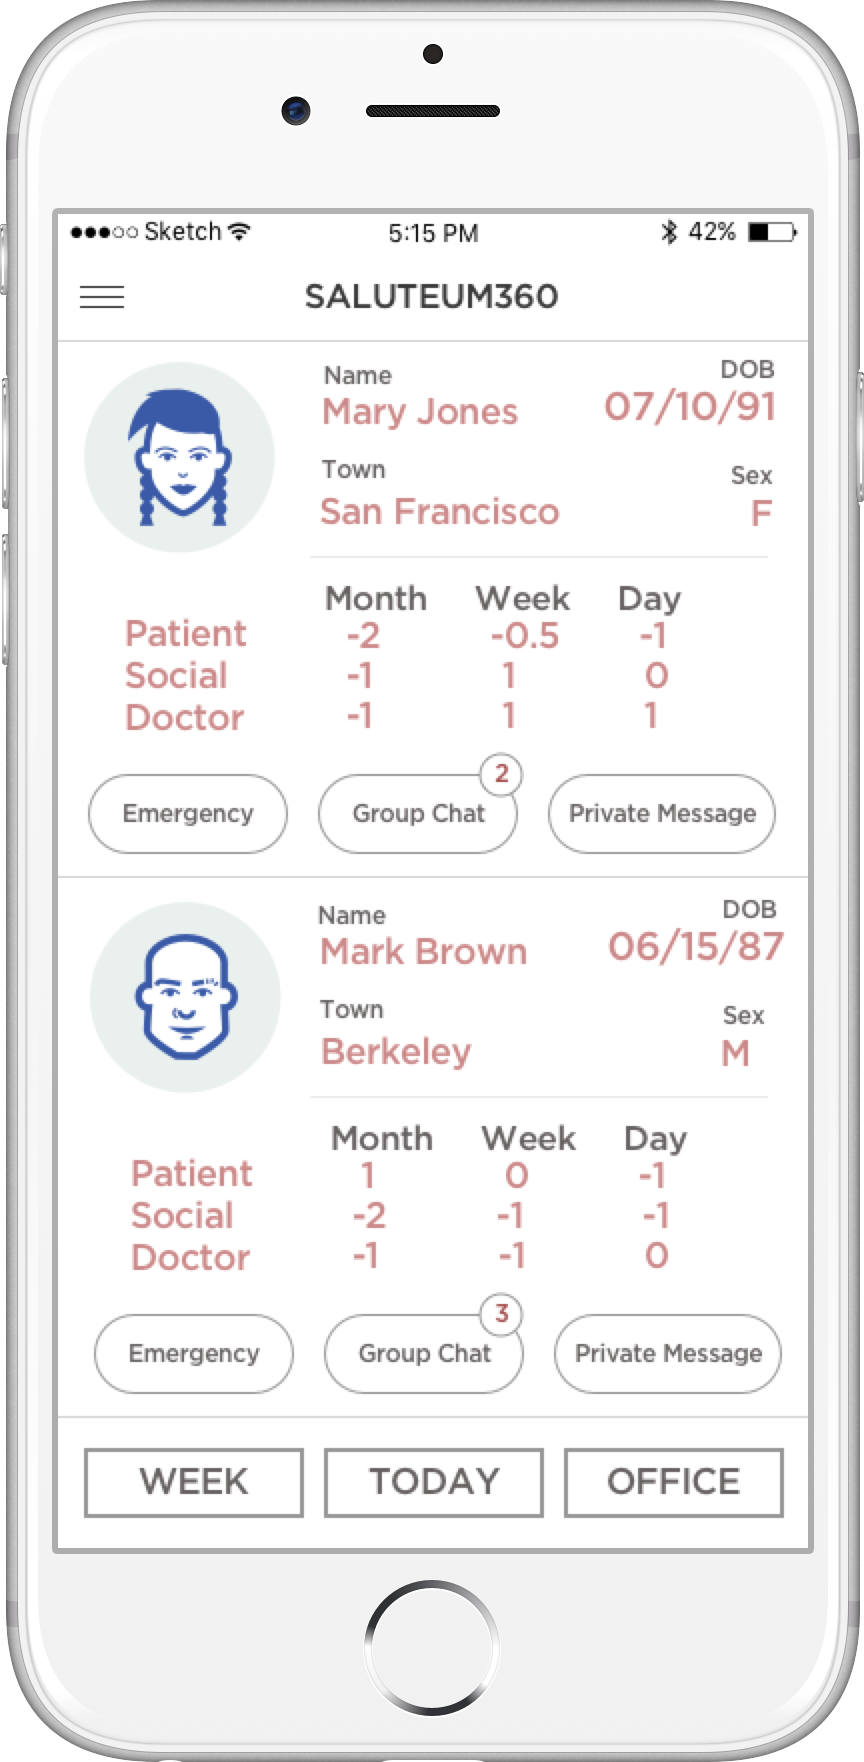 Sketch 5:15 PM 42%
SALUTEUM360
Name DOB
Mary Jones 07/10/91
Town Sex
San Francisco F
Month Week Day
Patient -2 -0.5 -1
Social -1 1 0
Doctor -1 1 1
2
Emergency Group Chat Private Message
Name DOB
Mark Brown 06/15/87
Town Sex
Berkeley M
Month Week Day
Patient 1 0 -1
Social -2 -1 -1
Doctor -1 -1 0
3
Emergency Group Chat Private Message
WEEK TODAY OFFICE